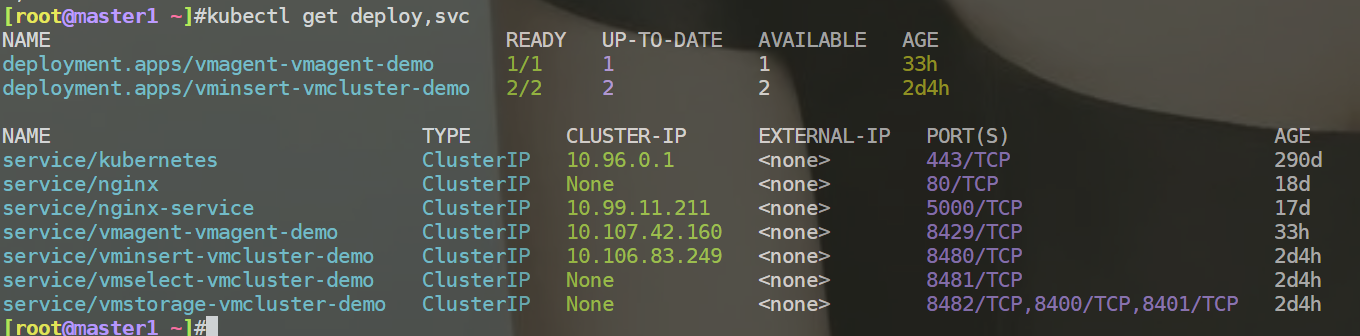 [root@master1 ~]#kubectl get deploy,svc
NAME READY UP-TO-DATE AVAILABLE AGE
deployment.apps/vmagent-vmagent-demo 1/1 1 1 33h
deployment.apps/vminsert-vmcluster-demo 2/2 2 2 2d4h
NAME TYPE CLUSTER-IP EXTERNAL-IP PORT(S) AGE
service/kubernetes ClusterIP 10.96.0.1 <none> 443/TCP 290d
service/nginx ClusterIP None <none> 80/TCP 18d
service/nginx-service ClusterIP 10.99.11.211 <none> 5000/TCP 17d
service/vmagent-vmagent-demo ClusterIP 10.107.42.160 <none> 8429/TCP 33h
service/vminsert-vmcluster-demo ClusterIP 10.106.83.249 <none> 8480/TCP 2d4h
service/vmselect-vmcluster-demo ClusterIP None <none> 8481/TCP 2d4h
service/vmstorage-vmcluster-demo ClusterIP None <none> 8482/TCP,8400/TCP,8401/TCP 2d4h
[root@master1 ~]#